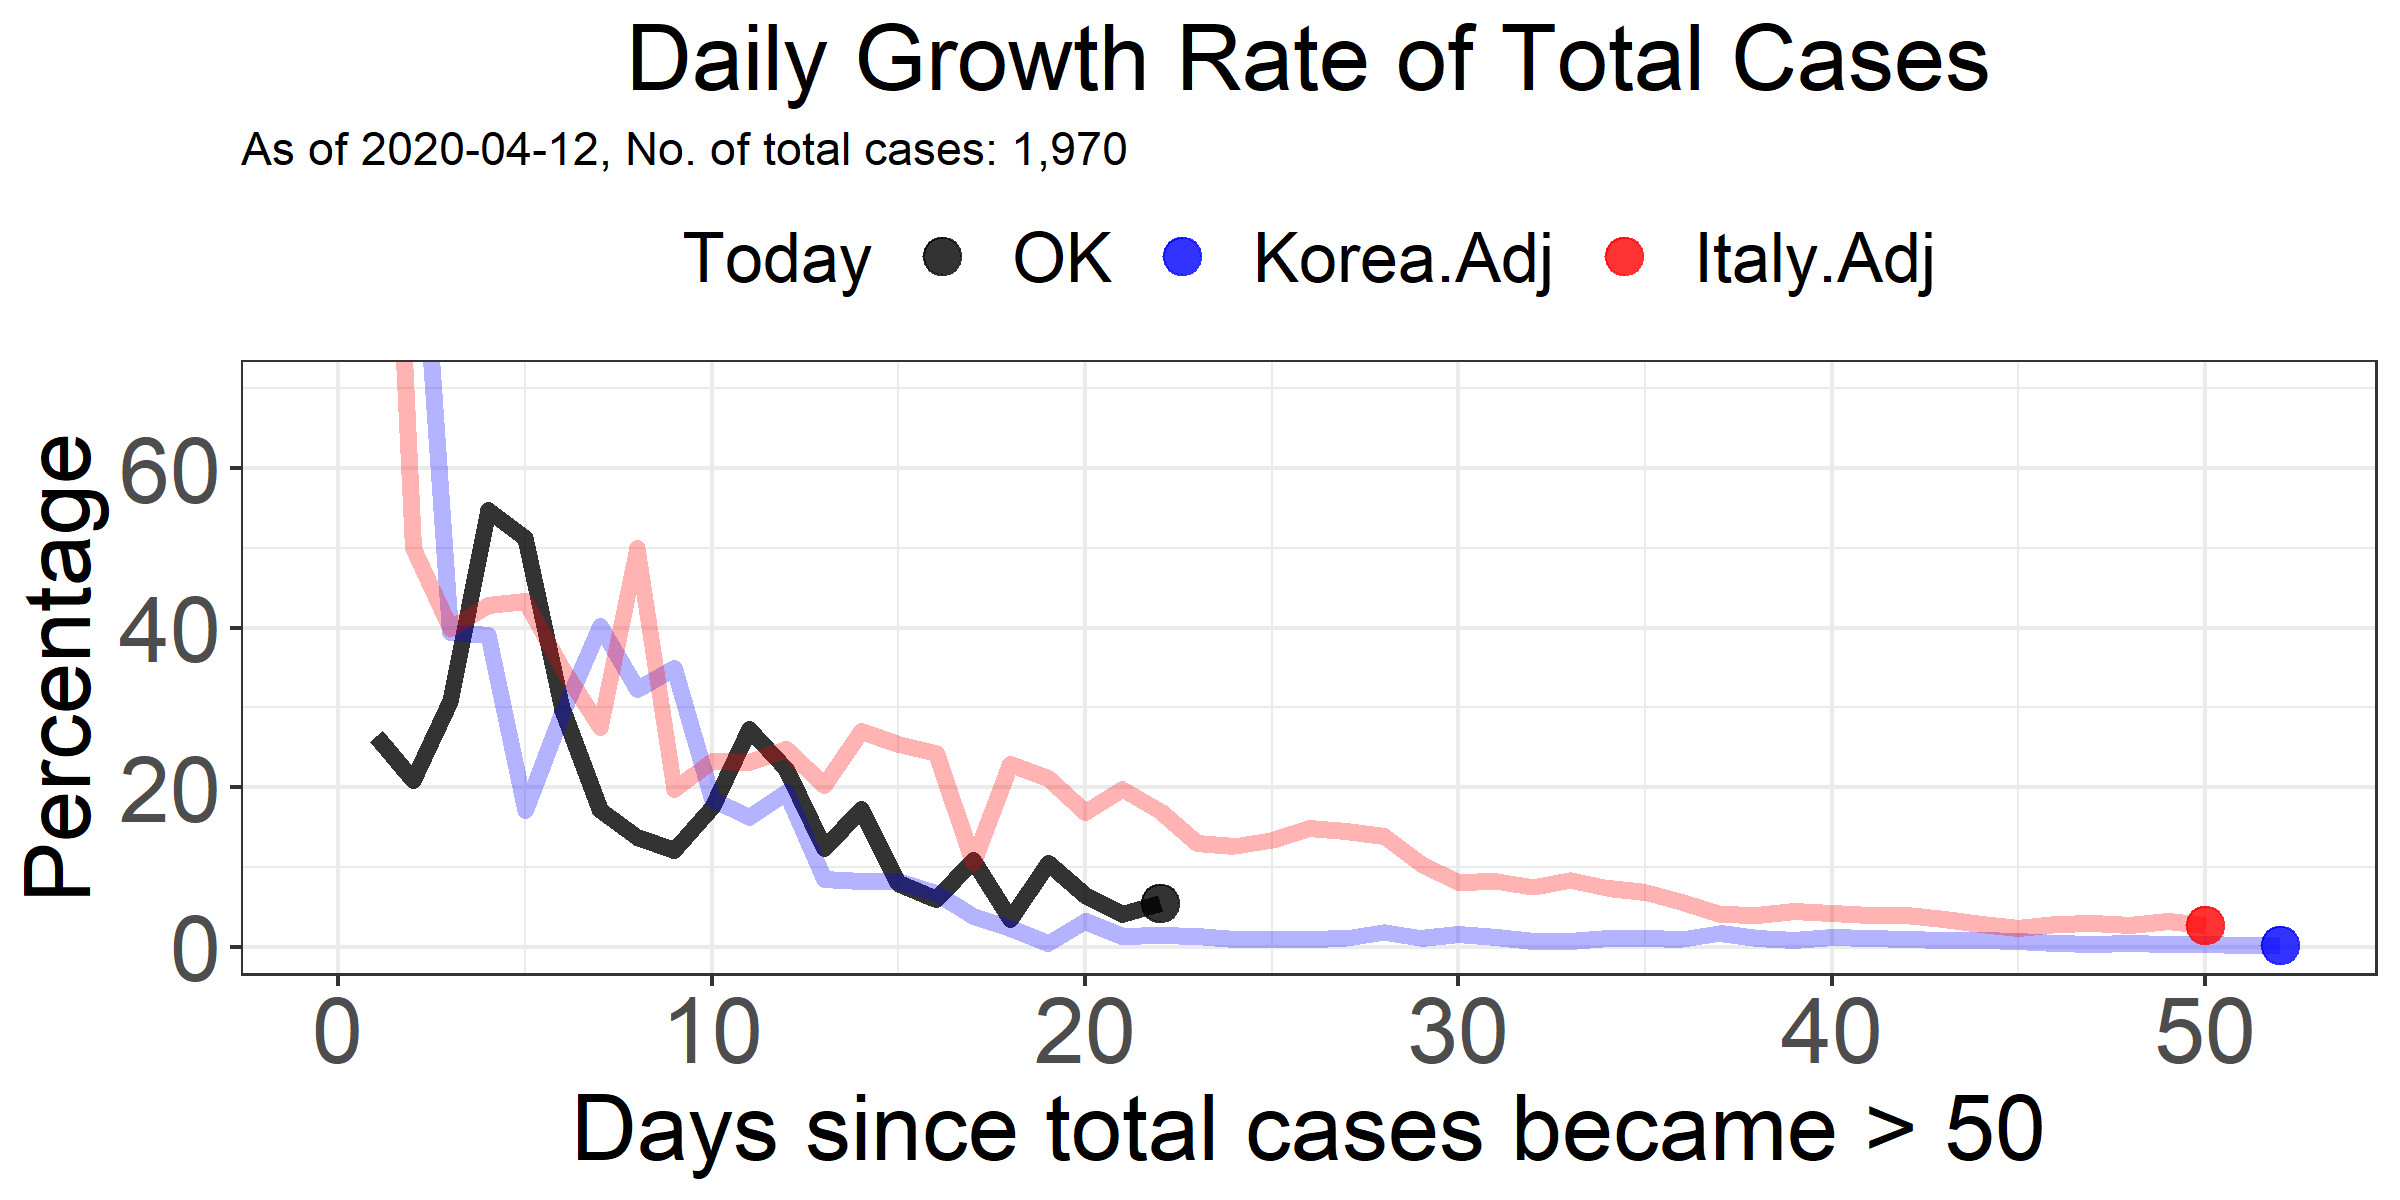 Daily Growth Rate of Total Cases
As of 2020-04-12, No. of total cases: 1,970
Today OK Korea.Adj Italy.Adj
Percentage
60
40
20
0
0 10 20 30 40 50
Days since total cases became > 50